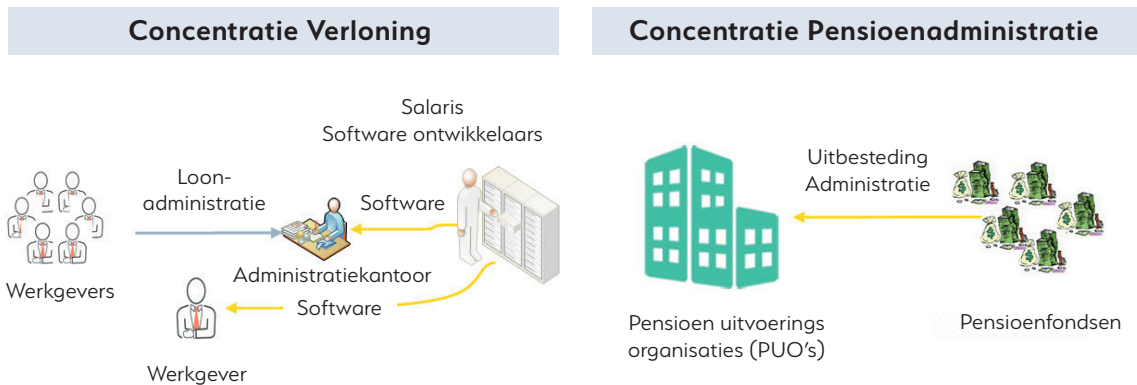 Concentratie Verloning
Salaris
Software ontwikkelaars
Loon-
administratie
Software
Werkgevers
Administratiekantoor
Software
Werkgever
Concentratie Pensioenadministratie
Uitbesteding
Administratie
Pensioen uitvoerings
organisaties (PUO's)
Pensioenfondsen